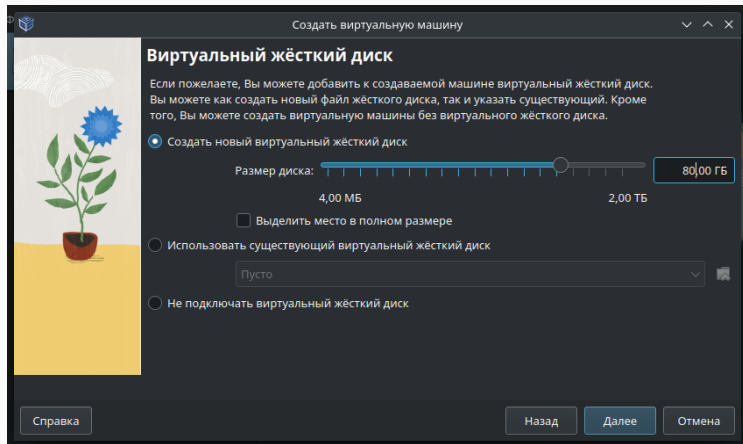 Создать виртуальную машину
Виртуальный жёсткий диск
Если пожелаете, Вы можете добавить к создаваемой машине виртуальный жёсткий диск.
Вы можете как создать новый файл жёсткого диска, так и указать существующий. Кроме
того, Вы можете создать виртуальную машины без виртуального жёсткого диска.
Создать новый виртуальный жёсткий диск
Размер диска: 80,00 ГБ
4,00 МБ 2,00 ТБ
Выделить место в полном размере
Использовать существующий виртуальный жёсткий диск
Пусто
Не подключать виртуальный жёсткий диск
Справка Назад Далее Отмена